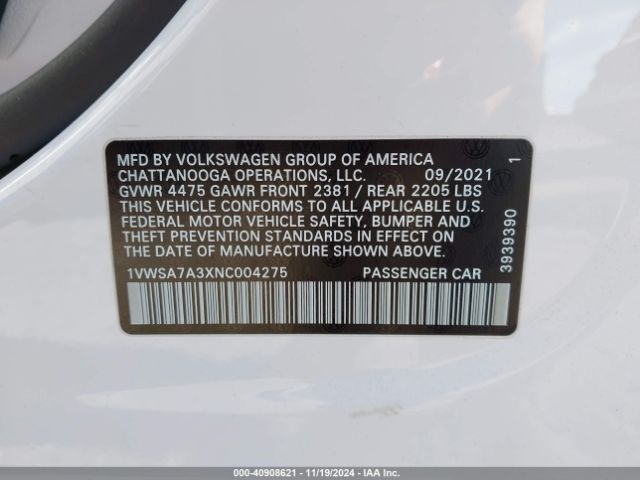 MFD BY VOLKSWAGEN GROUP OF AMERICA
CHATTANOOGA OPERATIONS, LLC. 09/2021 1
GVWR 4475 GAWR FRONT 2381 / REAR 2205 LBS
THIS VEHICLE CONFORMS TO ALL APPLICABLE U.S.
FEDERAL MOTOR VEHICLE SAFETY, BUMPER AND
THEFT PREVENTION STANDARDS IN EFFECT ON
THE DATE OF MANUFACTURE SHOWN ABOVE.
1VWSA7A3XNC004275 PASSENGER CAR
3939390
000-40908621 - 11/19/2024 - IAA Inc.